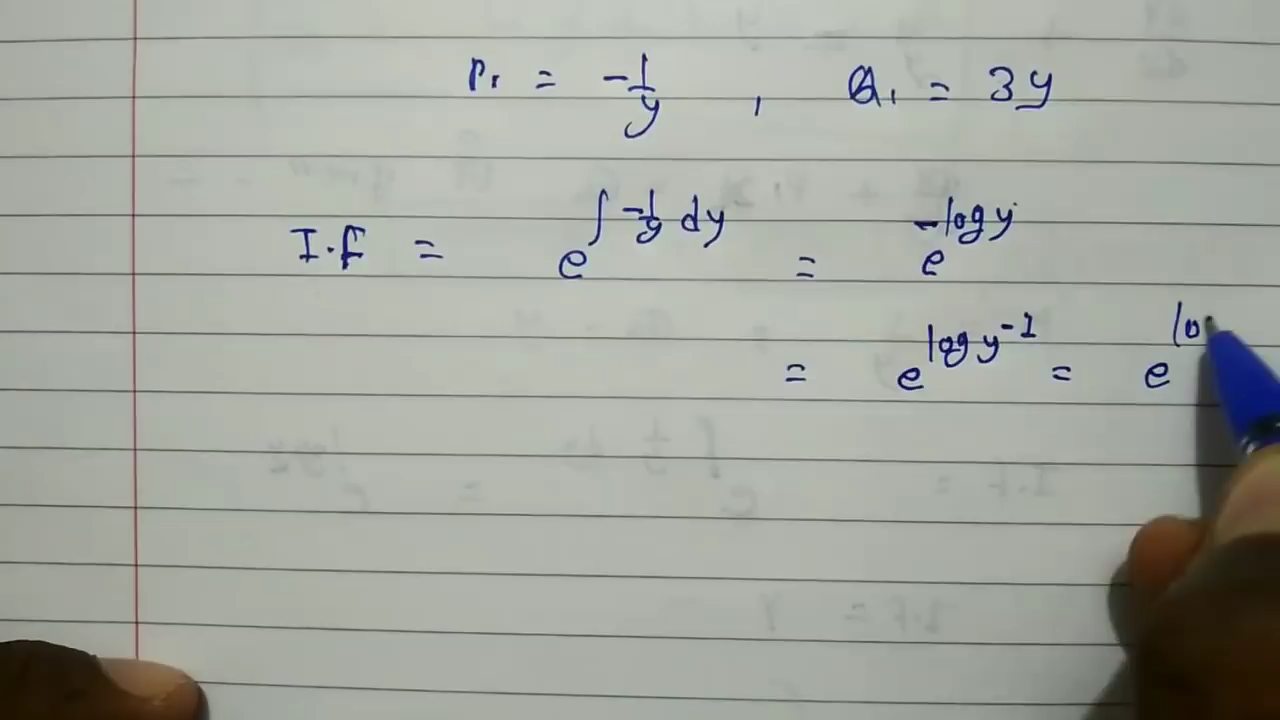 P₁ = -1/y , Q₁ = 3y
I.F = e^∫ -1/y dy = e^-log y
= e^log y^-1 = e^lo